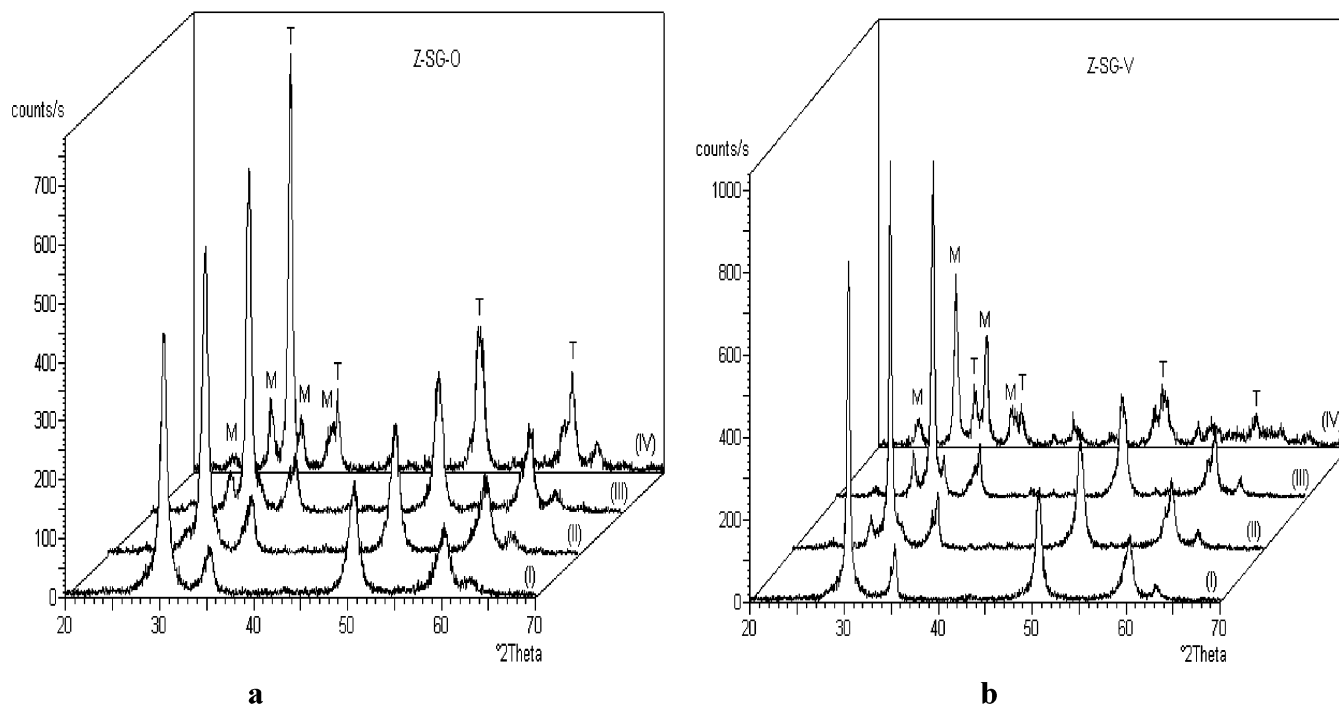 Z-SG-O
counts/s
700
600
500
400
300
200
100
0
T
M
M
M
M
T
T
T
(IV)
(III)
(II)
(I)
20
30
40
50
60
70
°2Theta
a
Z-SG-V
counts/s
1000
800
600
400
200
0
M
M
T
M
M
T
T
T
(IV)
(III)
(II)
(I)
20
30
40
50
60
70
°2Theta
b